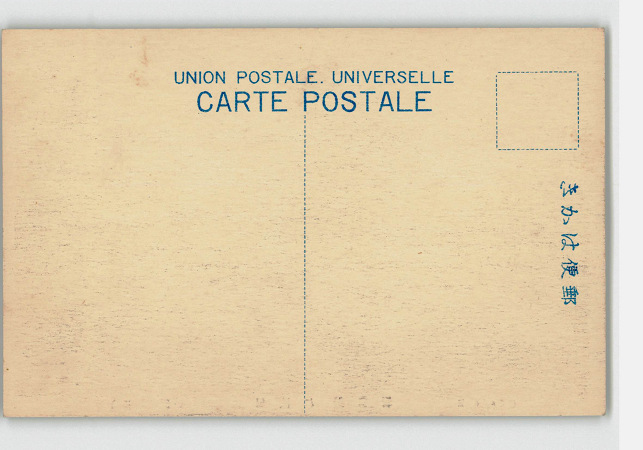 UNION POSTALE. UNIVERSELLE
CARTE POSTALE
郵便はかき